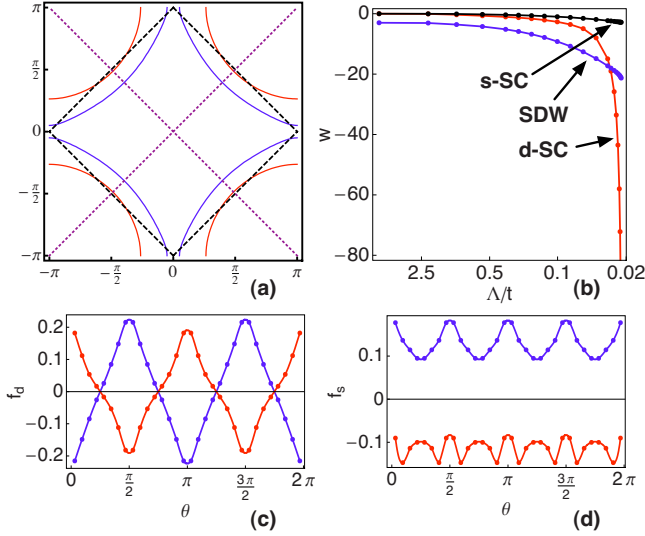 π
π/2
0
−π/2
−π
−π −π/2 0 π/2 π
(a)
0
−20
−40
−60
−80
w
s-SC
SDW
d-SC
2.5 0.5 0.1 0.02
Λ/t
(b)
0.2
0.1
0
−0.1
−0.2
f_d
0 π/2 π 3π/2 2π
θ
(c)
0.1
0
−0.1
f_s
0 π/2 π 3π/2 2π
θ
(d)